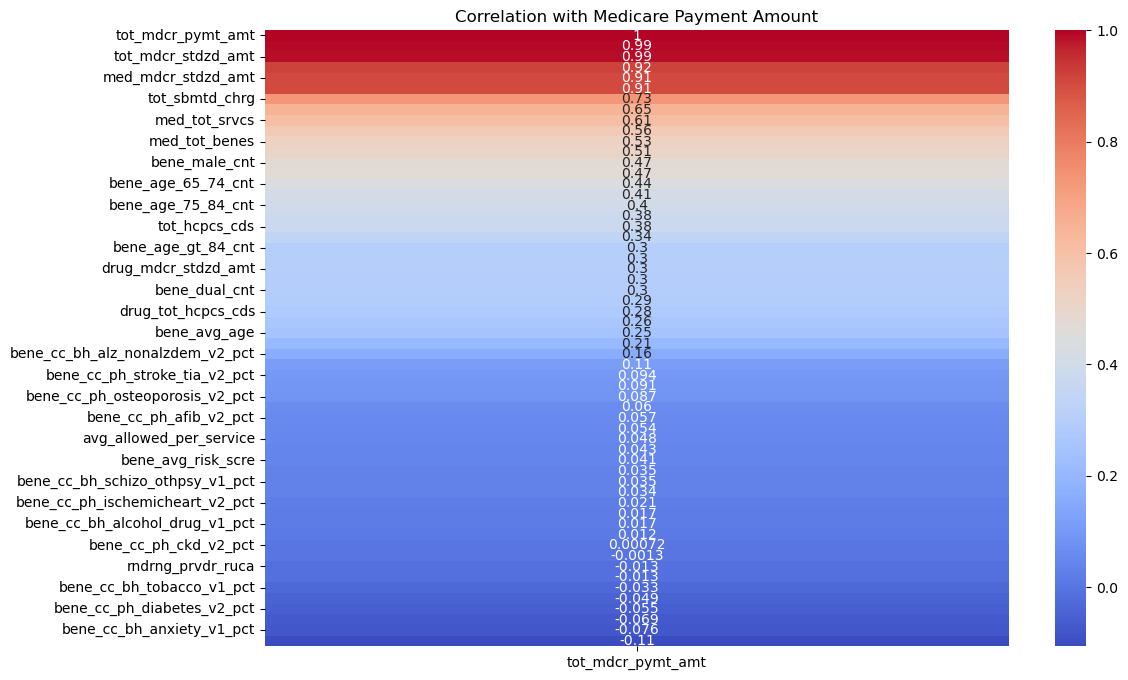 Correlation with Medicare Payment Amount
tot_mdcr_pymt_amt
tot_mdcr_stdzd_amt
med_mdcr_stdzd_amt
tot_sbmtd_chrg
med_tot_srvcs
med_tot_benes
bene_male_cnt
bene_age_65_74_cnt
bene_age_75_84_cnt
tot_hcpcs_cds
bene_age_gt_84_cnt
drug_mdcr_stdzd_amt
bene_dual_cnt
drug_tot_hcpcs_cds
bene_avg_age
bene_cc_bh_alz_nonalzdem_v2_pct
bene_cc_ph_stroke_tia_v2_pct
bene_cc_ph_osteoporosis_v2_pct
bene_cc_ph_afib_v2_pct
avg_allowed_per_service
bene_avg_risk_scre
bene_cc_bh_schizo_othpsy_v1_pct
bene_cc_ph_ischemicheart_v2_pct
bene_cc_bh_alcohol_drug_v1_pct
bene_cc_ph_ckd_v2_pct
rndrng_prvdr_ruca
bene_cc_bh_tobacco_v1_pct
bene_cc_ph_diabetes_v2_pct
bene_cc_bh_anxiety_v1_pct
1
0.99
0.99
0.92
0.91
0.91
0.73
0.65
0.61
0.56
0.53
0.51
0.47
0.47
0.44
0.41
0.4
0.38
0.38
0.34
0.3
0.3
0.3
0.3
0.3
0.29
0.28
0.26
0.25
0.21
0.16
0.11
0.094
0.091
0.087
0.06
0.057
0.054
0.048
0.043
0.041
0.035
0.035
0.034
0.021
0.017
0.017
0.012
0.00072
-0.0013
-0.013
-0.013
-0.033
-0.049
-0.055
-0.069
-0.076
-0.11
tot_mdcr_pymt_amt
1.0
0.8
0.6
0.4
0.2
0.0